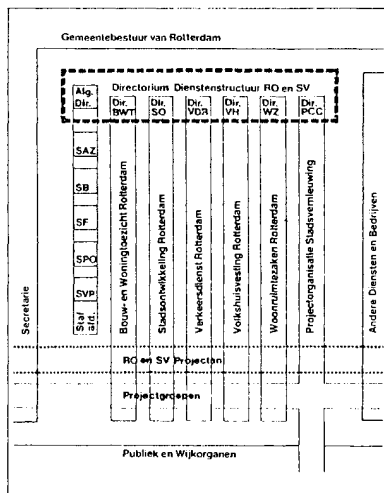 Gemeentebestuur van Rotterdam
Directorium Dienstenstructuur RO en SV
Alg.
Dir.
Dir.
BWT
Dir.
SO
Dir.
VDR
Dir.
VH
Dir.
WZ
Dir.
PCC
SAZ
SB
SF
SPO
SVP
Staf
afd.
Secretarie
Bouw- en Woningtoezicht Rotterdam
Stadsontwikkeling Rotterdam
Verkeersdienst Rotterdam
Volkshuisvesting Rotterdam
Woonruimtezaken Rotterdam
Projectorganisatie Stadsvernieuwing
Andere Diensten en Bedrijven
RO en SV Projecten
Projectgroepen
Publiek en Wijkorganen